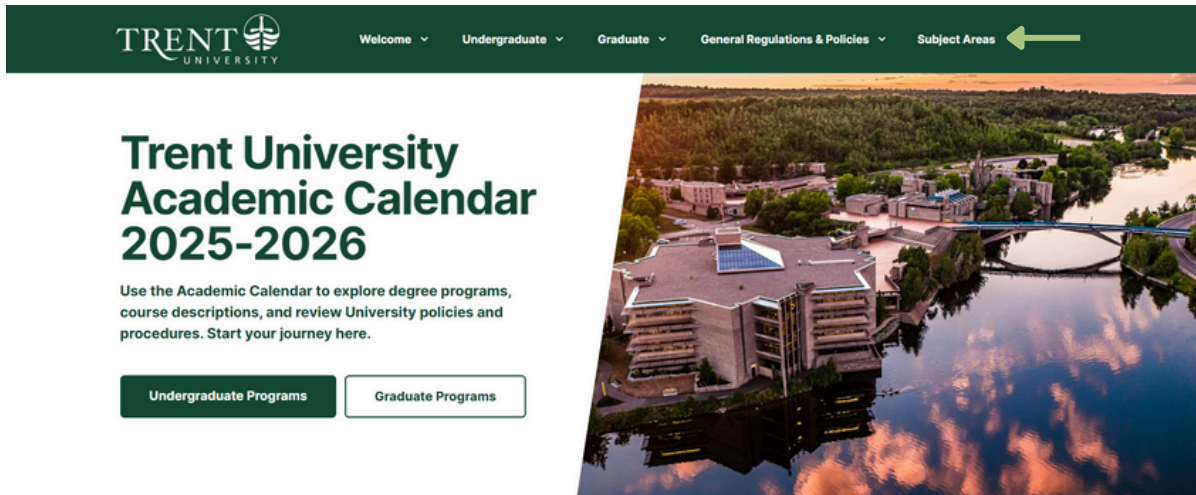 TRENT
UNIVERSITY
Welcome
Undergraduate
Graduate
General Regulations & Policies
Subject Areas
Trent University
Academic Calendar
2025-2026
Use the Academic Calendar to explore degree programs,
course descriptions, and review University policies and
procedures. Start your journey here.
Undergraduate Programs
Graduate Programs